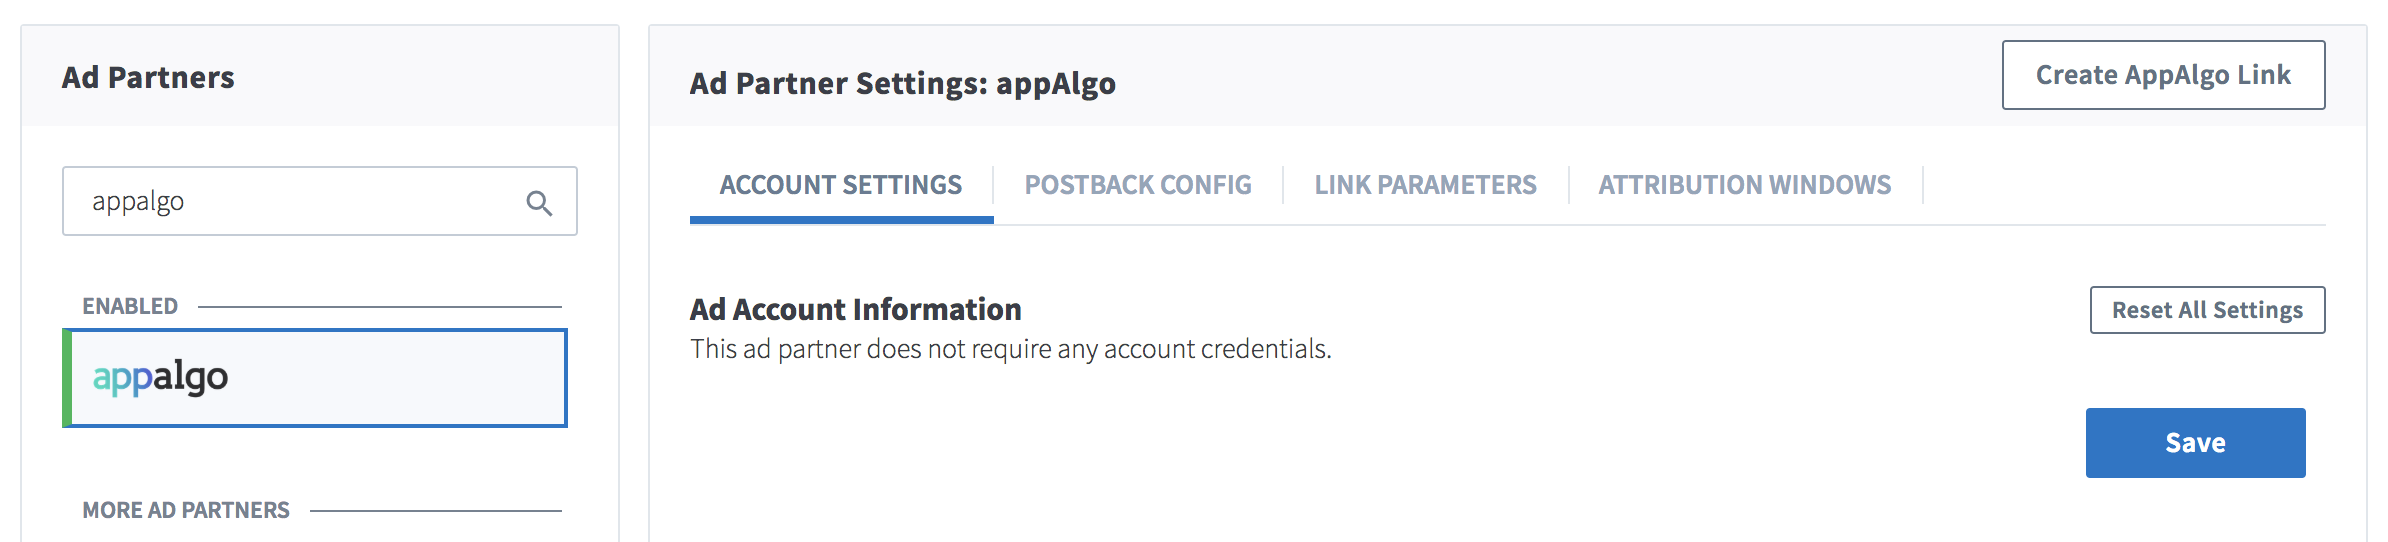 Ad Partners
appalgo
ENABLED
appalgo
MORE AD PARTNERS
Ad Partner Settings: appAlgo
Create AppAlgo Link
ACCOUNT SETTINGS
POSTBACK CONFIG
LINK PARAMETERS
ATTRIBUTION WINDOWS
Ad Account Information
This ad partner does not require any account credentials.
Reset All Settings
Save